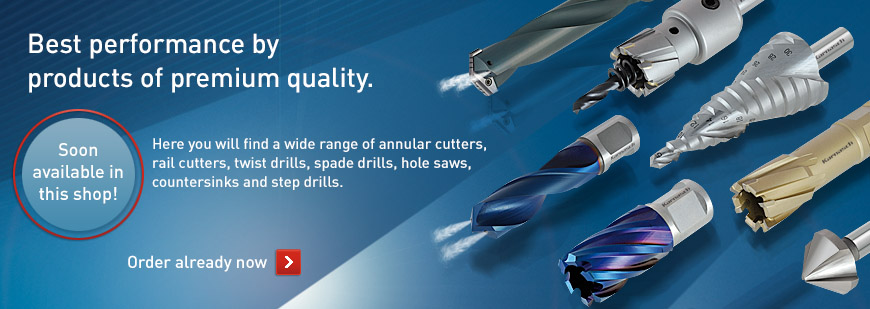 Best performance by
products of premium quality.
Soon
available in
this shop!
Here you will find a wide range of annular cutters,
rail cutters, twist drills, spade drills, hole saws,
countersinks and step drills.
Order already now